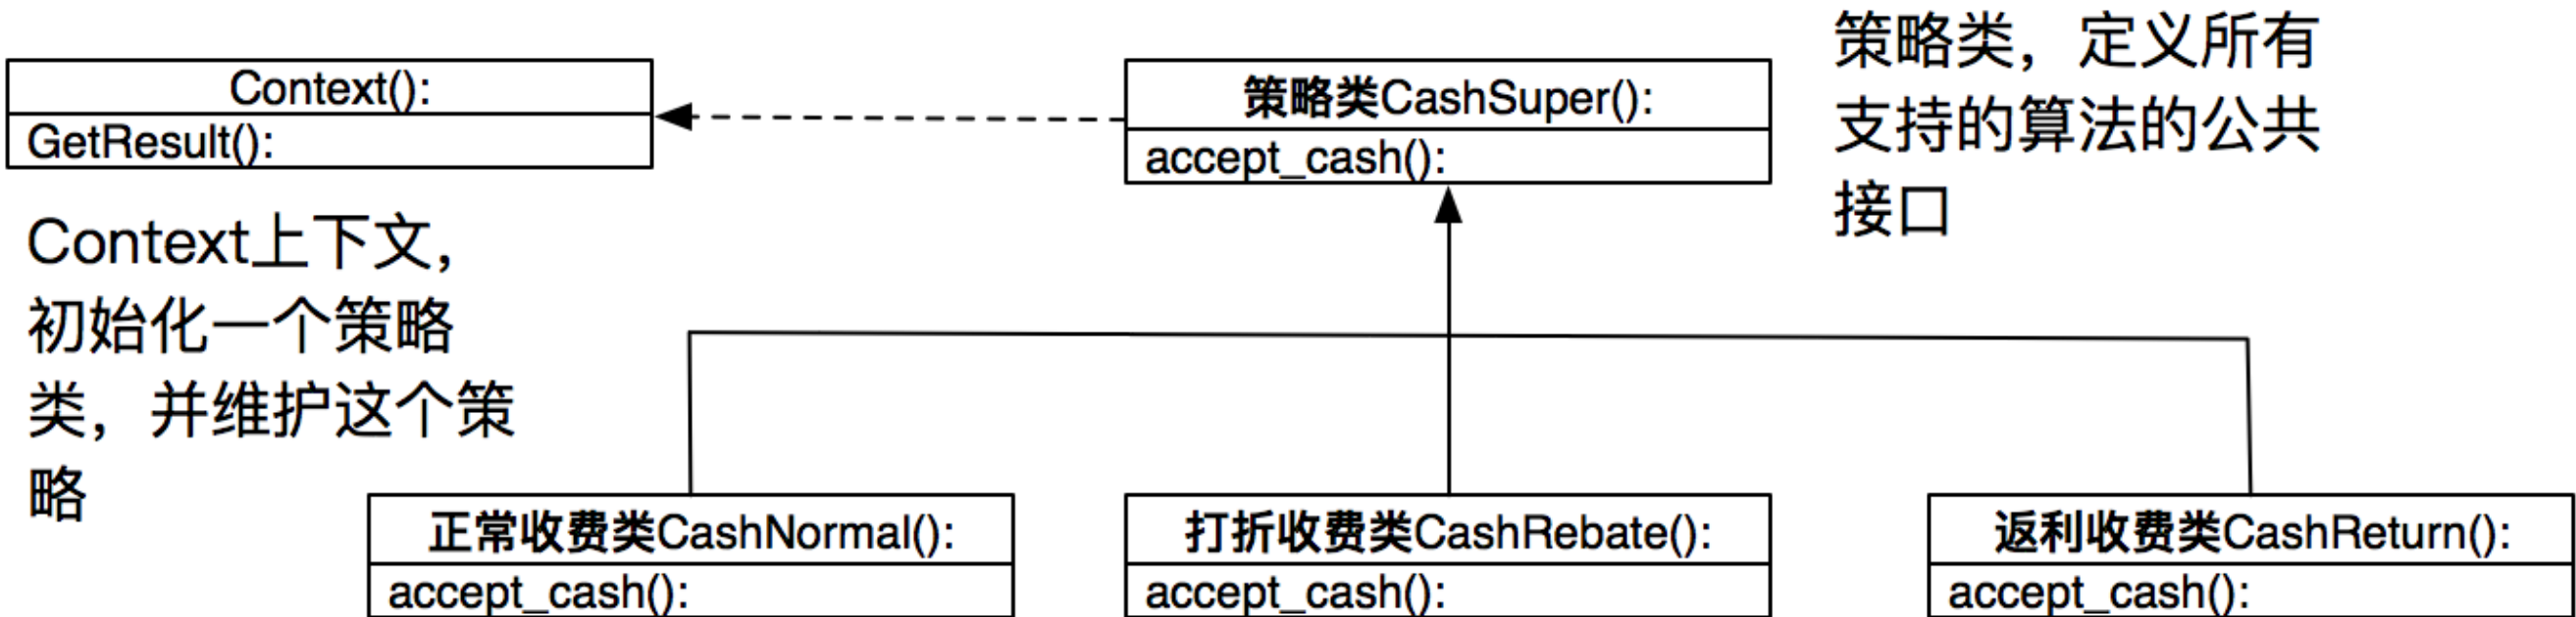 Context():
GetResult():
Context上下文，
初始化一个策略
类，并维护这个策
略
策略类CashSuper():
accept_cash():
策略类，定义所有
支持的算法的公共
接口
正常收费类CashNormal():
accept_cash():
打折收费类CashRebate():
accept_cash():
返利收费类CashReturn():
accept_cash():